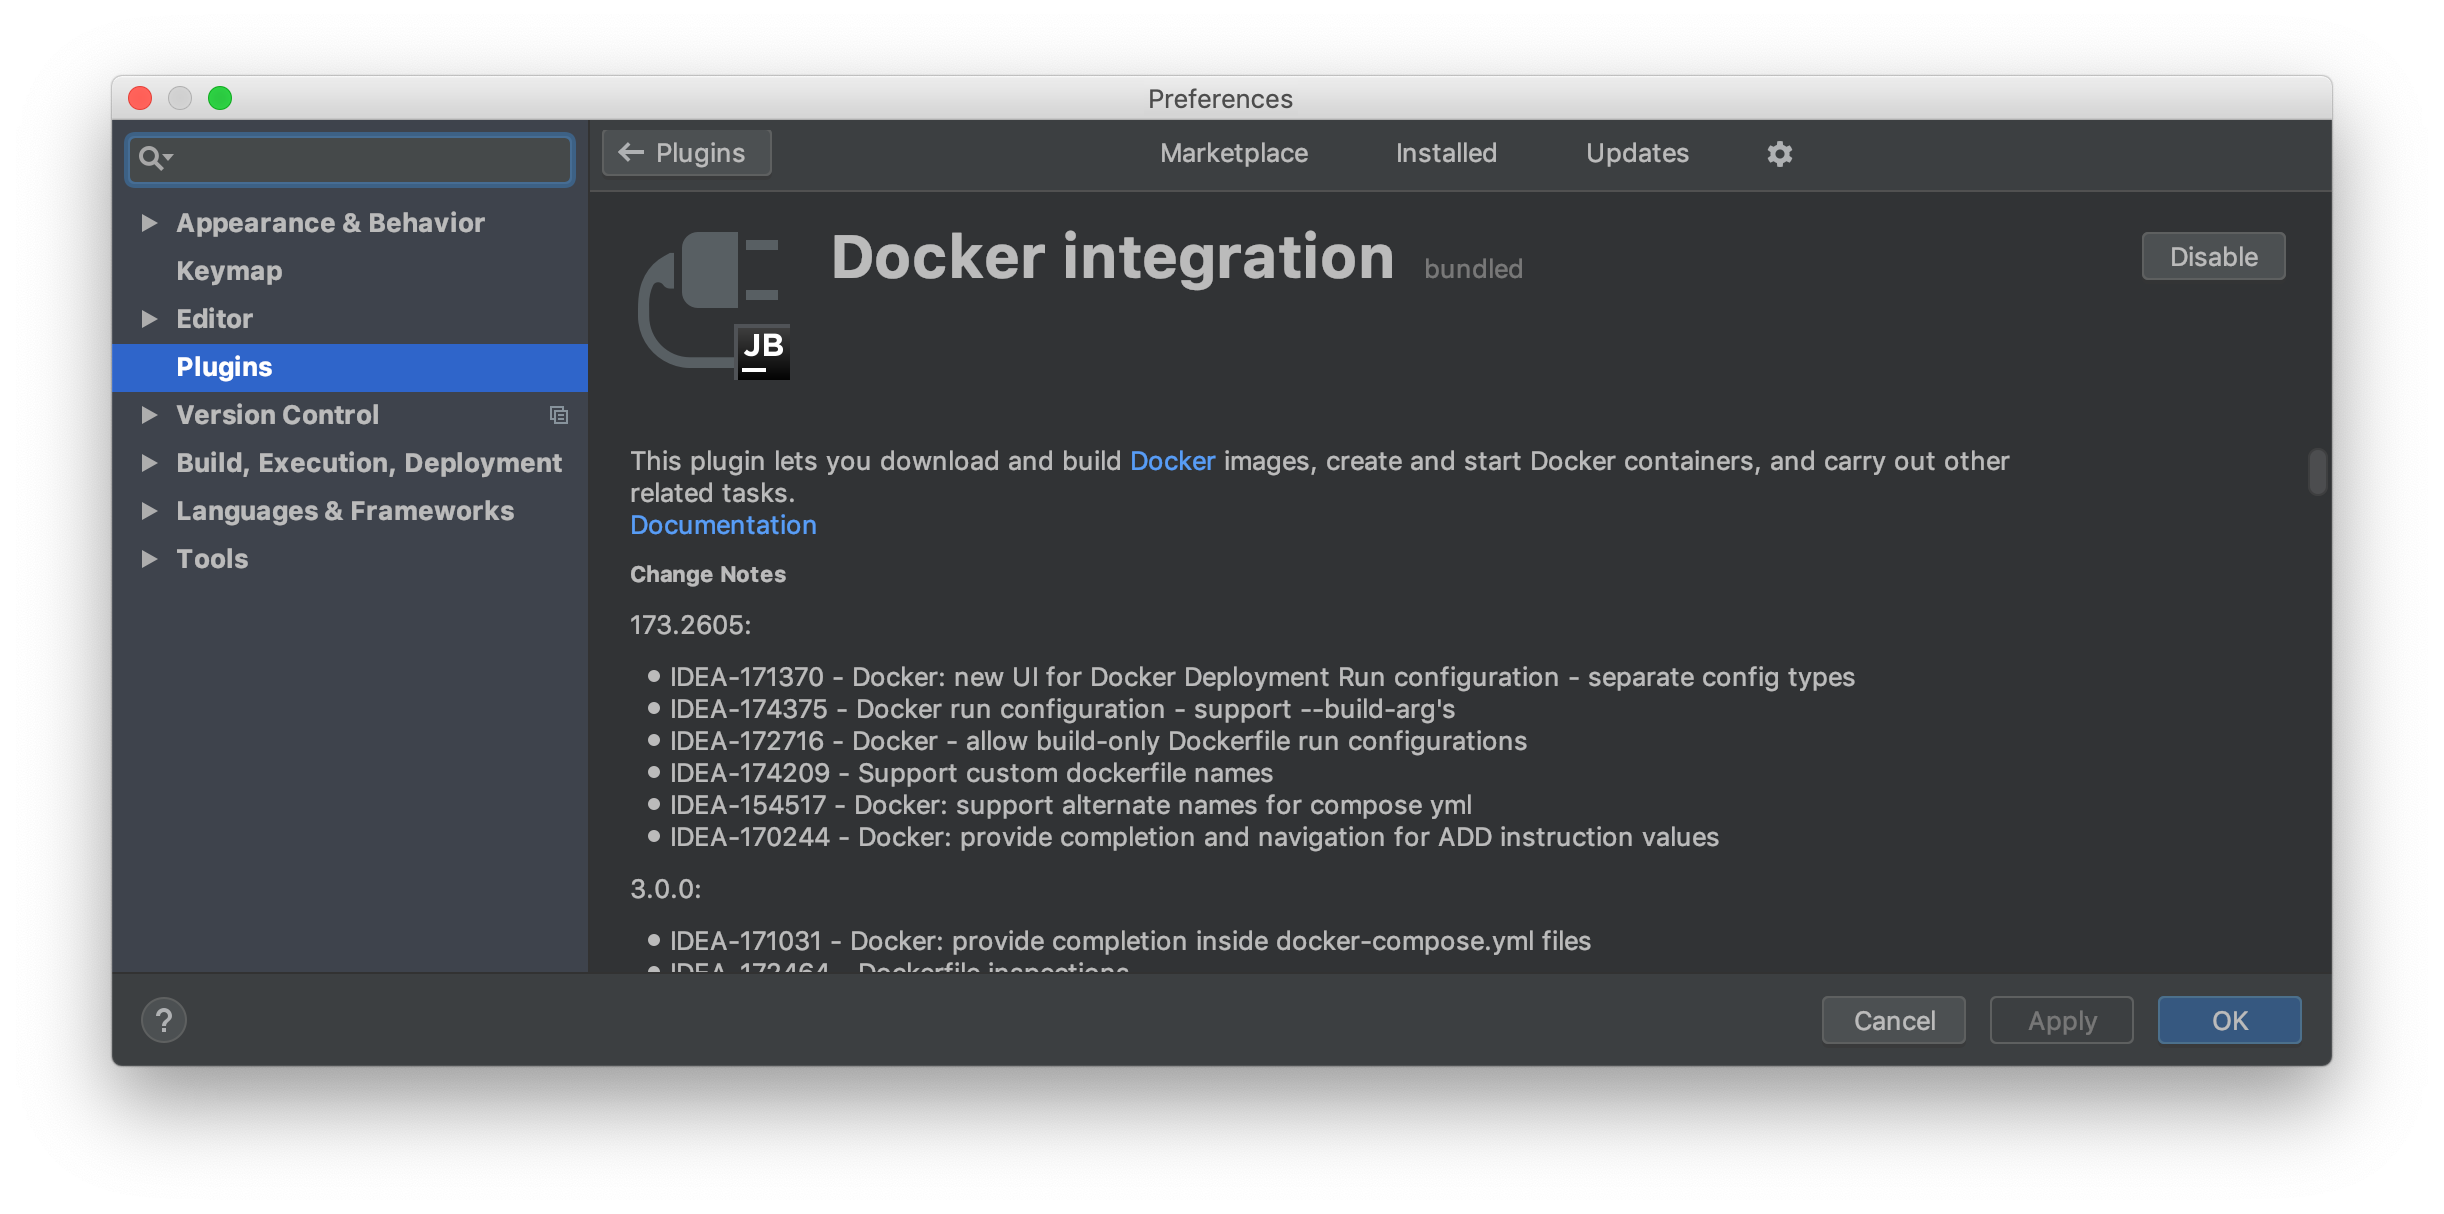 Preferences
Plugins
Marketplace
Installed
Updates
Appearance & Behavior
Keymap
Editor
Plugins
Version Control
Build, Execution, Deployment
Languages & Frameworks
Tools
Docker integration bundled
Disable
JB
This plugin lets you download and build Docker images, create and start Docker containers, and carry out other
related tasks.
Documentation
Change Notes
173.2605:
IDEA-171370 - Docker: new UI for Docker Deployment Run configuration - separate config types
IDEA-174375 - Docker run configuration - support --build-arg's
IDEA-172716 - Docker - allow build-only Dockerfile run configurations
IDEA-174209 - Support custom dockerfile names
IDEA-154517 - Docker: support alternate names for compose yml
IDEA-170244 - Docker: provide completion and navigation for ADD instruction values
3.0.0:
IDEA-171031 - Docker: provide completion inside docker-compose.yml files
IDEA-172464 - Dockerfile inspections
?
Cancel
Apply
OK